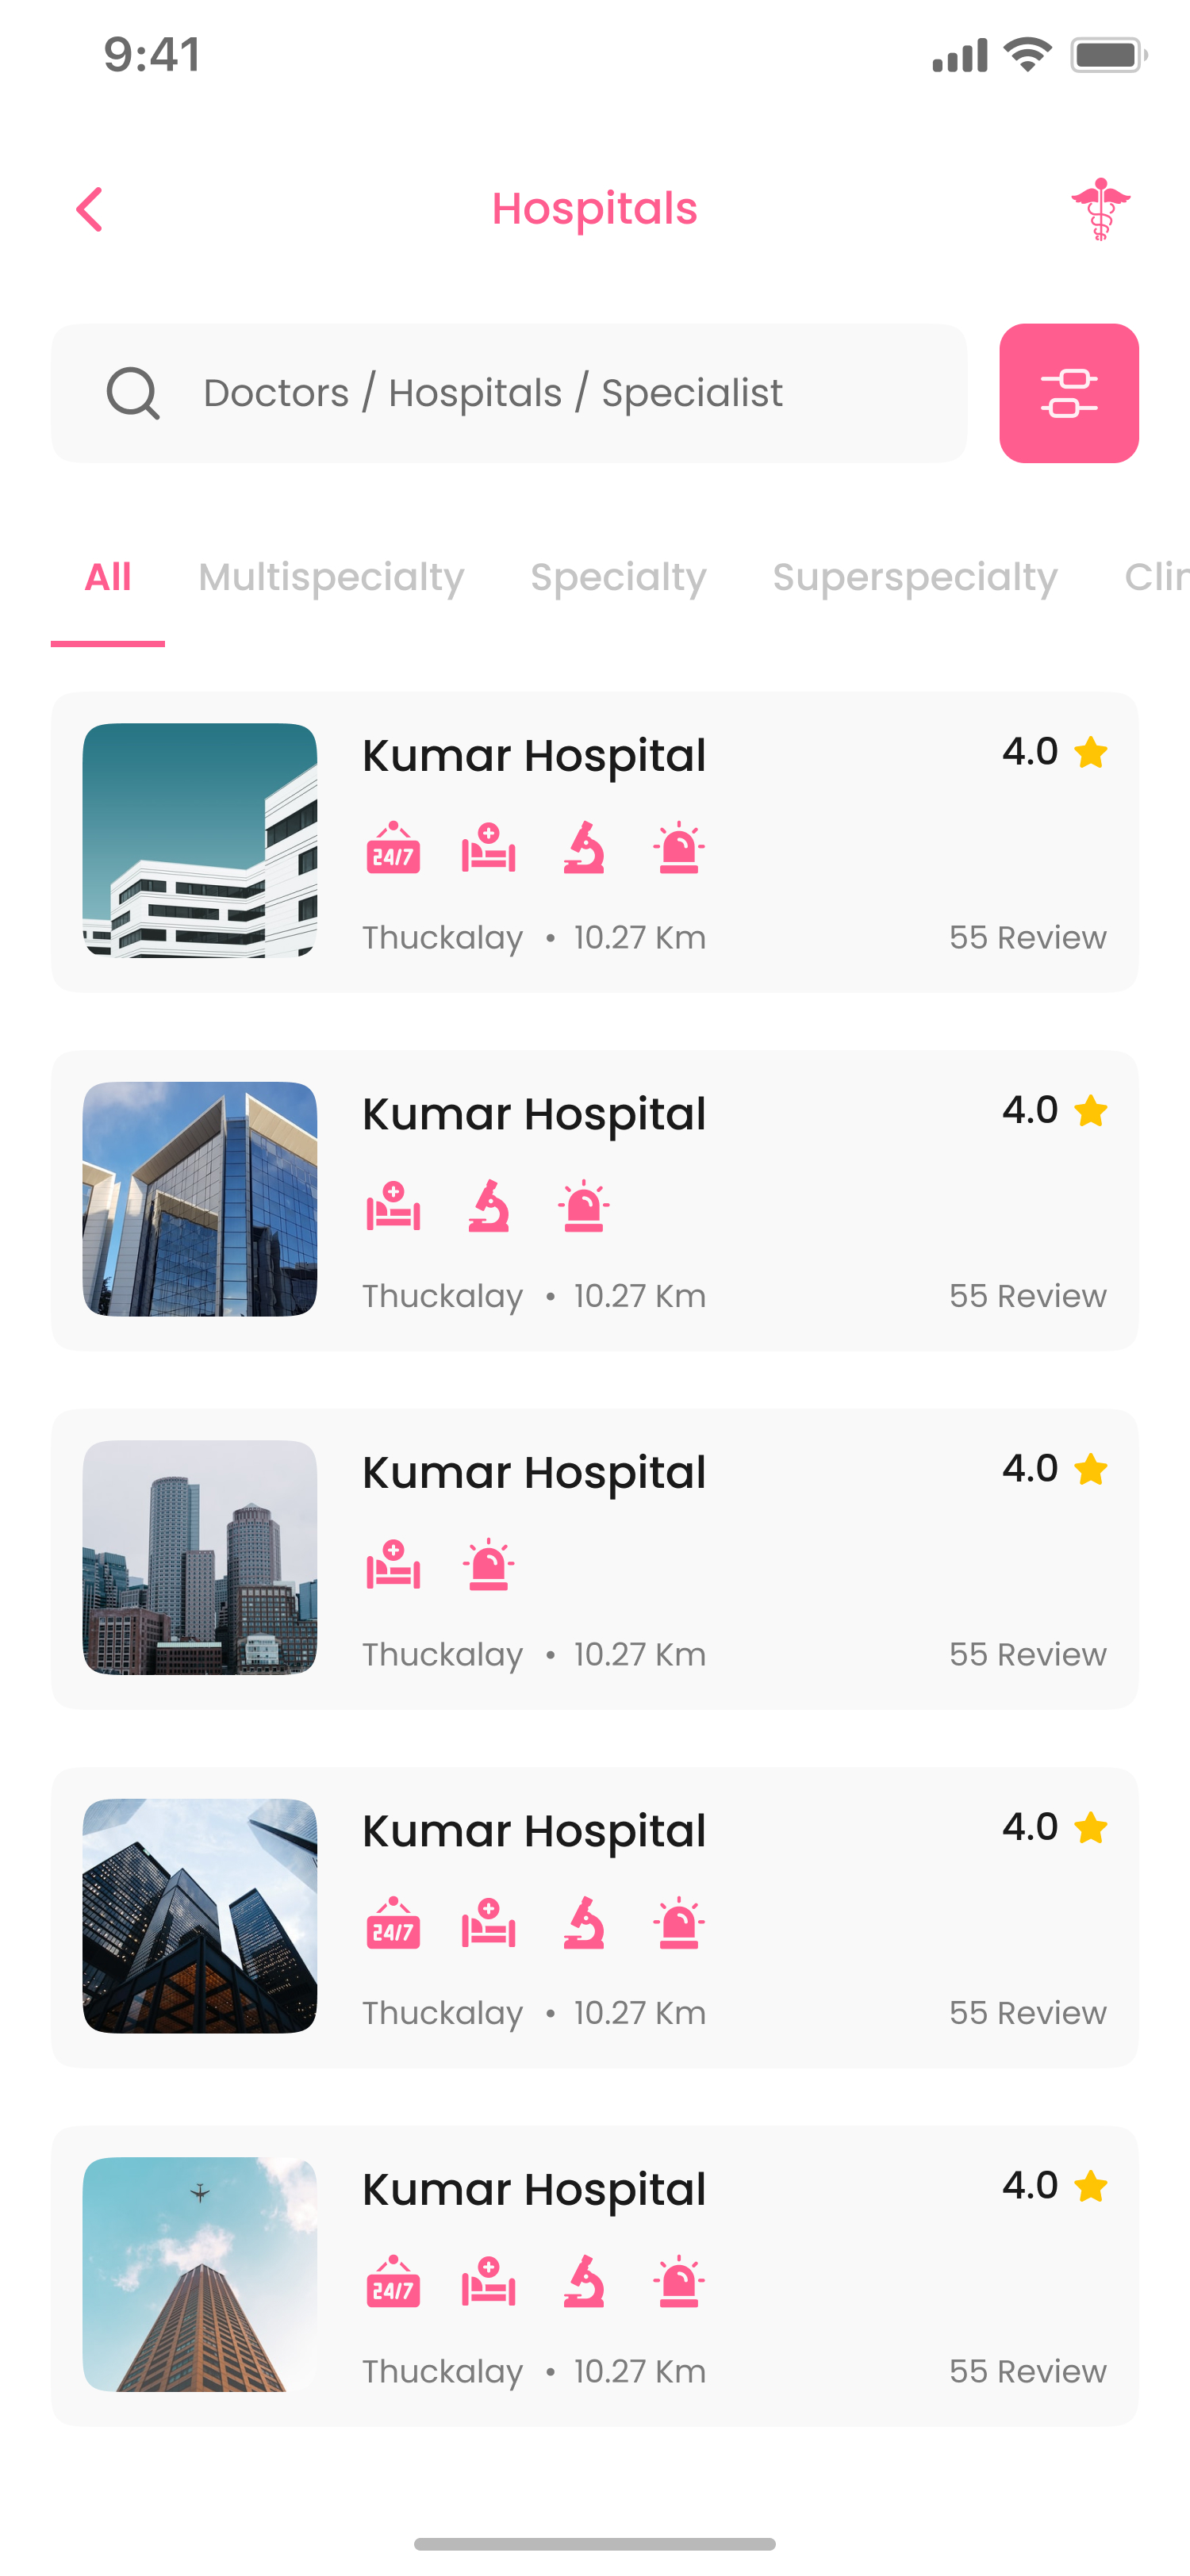 9:41
Hospitals
Doctors / Hospitals / Specialist
All Multispecialty Specialty Superspecialty Clin
Kumar Hospital 4.0
24/7
Thuckalay • 10.27 Km 55 Review
Kumar Hospital 4.0
Thuckalay • 10.27 Km 55 Review
Kumar Hospital 4.0
Thuckalay • 10.27 Km 55 Review
Kumar Hospital 4.0
24/7
Thuckalay • 10.27 Km 55 Review
Kumar Hospital 4.0
24/7
Thuckalay • 10.27 Km 55 Review